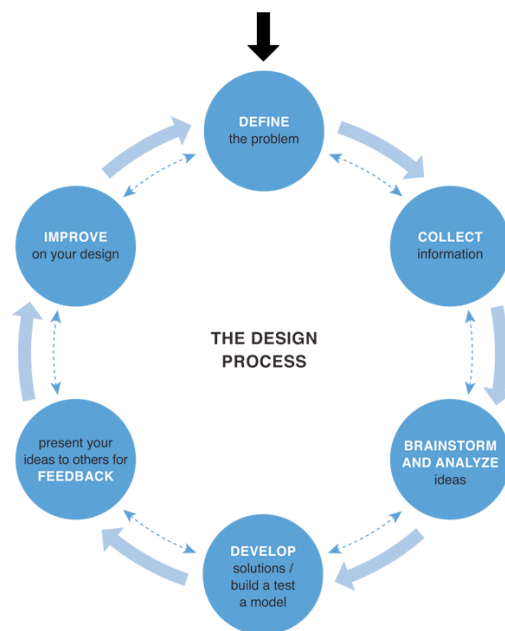 DEFINE
the problem
COLLECT
information
BRAINSTORM
AND ANALYZE
ideas
DEVELOP
solutions /
build a test
a model
present your
ideas to others for
FEEDBACK
IMPROVE
on your design
THE DESIGN
PROCESS